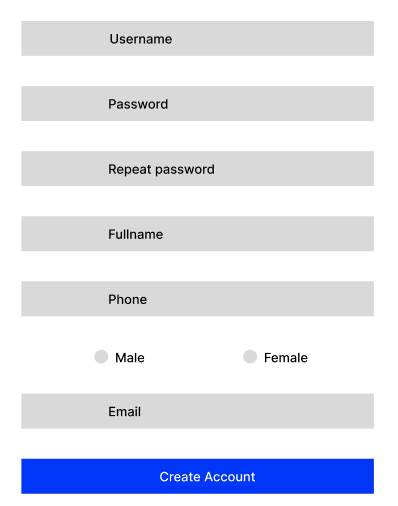 Username
Password
Repeat password
Fullname
Phone
Male Female
Email
Create Account